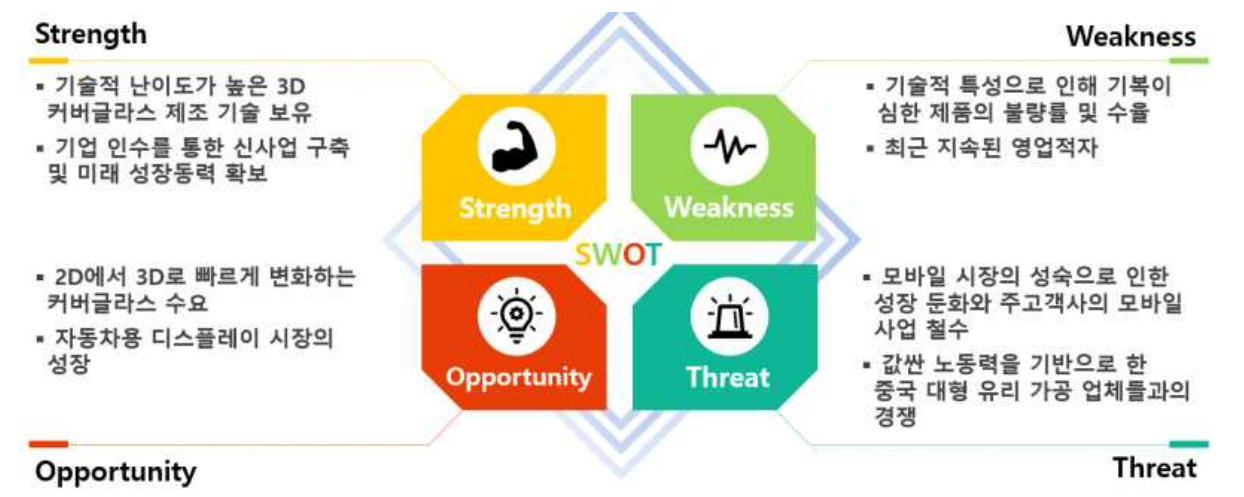 Strength
▪ 기술적 난이도가 높은 3D
커버글라스 제조 기술 보유
▪ 기업 인수를 통한 신사업 구축
및 미래 성장동력 확보
Weakness
▪ 기술적 특성으로 인해 기복이
심한 제품의 불량률 및 수율
▪ 최근 지속된 영업적자
Strength
Weakness
SWOT
Opportunity
Threat
▪ 2D에서 3D로 빠르게 변화하는
커버글라스 수요
▪ 자동차용 디스플레이 시장의
성장
Opportunity
▪ 모바일 시장의 성숙으로 인한
성장 둔화와 주고객사의 모바일
사업 철수
▪ 값싼 노동력을 기반으로 한
중국 대형 유리 가공 업체들과의
경쟁
Threat